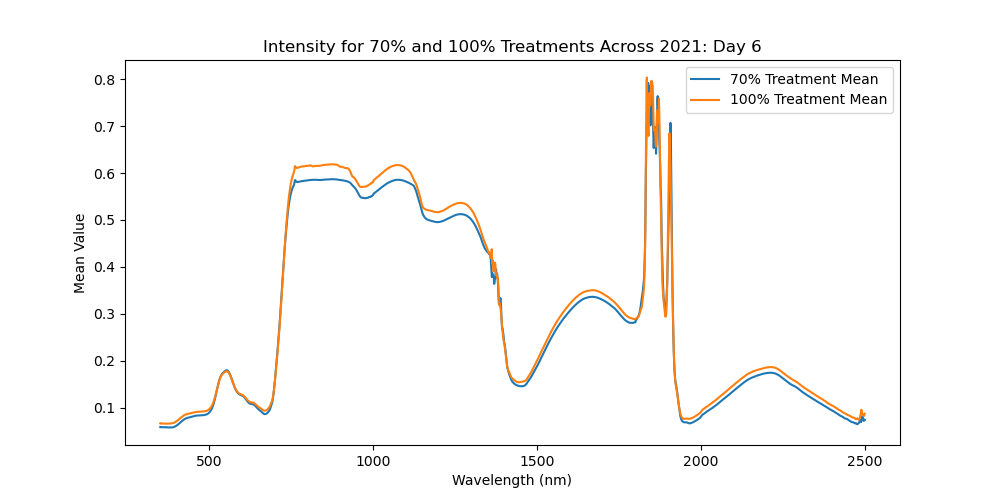 Intensity for 70% and 100% Treatments Across 2021: Day 6
70% Treatment Mean
100% Treatment Mean
Mean Value
0.8
0.7
0.6
0.5
0.4
0.3
0.2
0.1
500 1000 1500 2000 2500
Wavelength (nm)